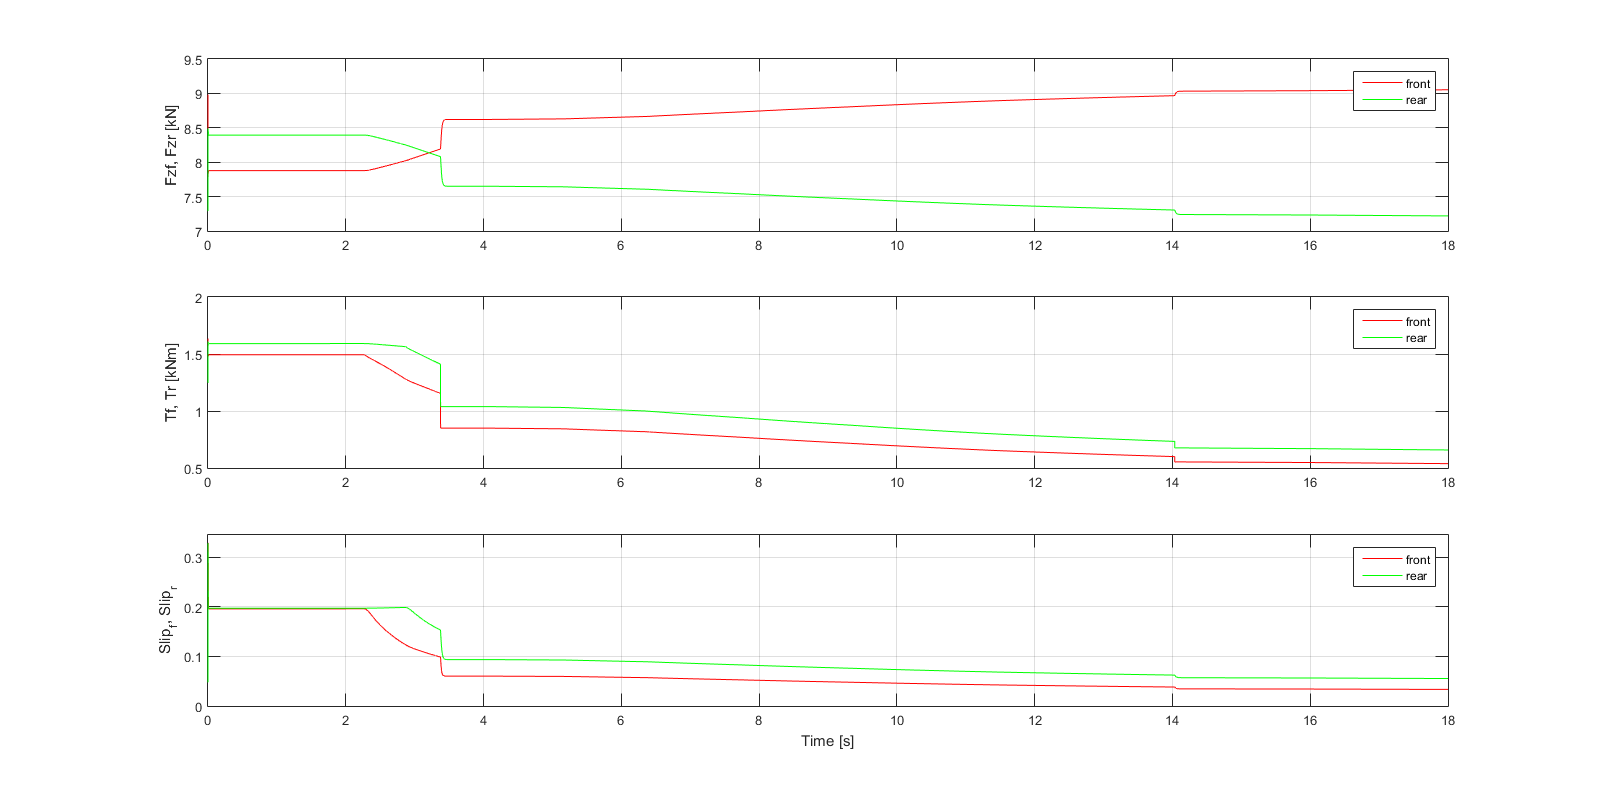 Fzf, Fzr [kN]
9.5
9
8.5
8
7.5
7
0 2 4 6 8 10 12 14 16 18
front
rear
Tf, Tr [kNm]
2
1.5
1
0.5
0 2 4 6 8 10 12 14 16 18
front
rear
Slipf, Slipr
0.3
0.2
0.1
0
0 2 4 6 8 10 12 14 16 18
front
rear
Time [s]